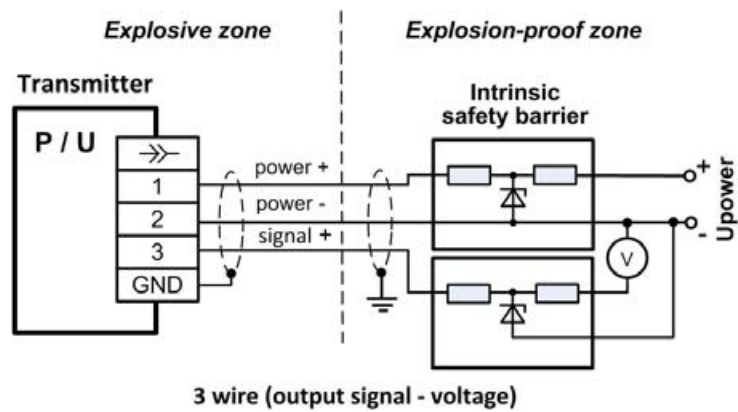 Explosive zone
Explosion-proof zone
Transmitter
P / U
1
2
3
GND
power +
power -
signal +
Intrinsic
safety barrier
+
-
Upower
V
3 wire (output signal - voltage)